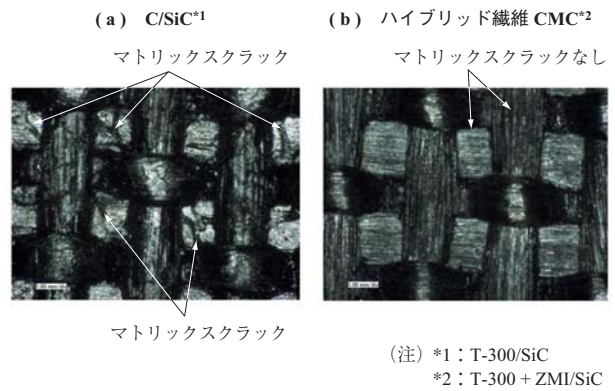 ( a ) C/SiC*1
( b ) ハイブリッド繊維 CMC*2
マトリックスクラック
マトリックスクラックなし
マトリックスクラック
（注） *1：T-300/SiC
*2：T-300 + ZMI/SiC